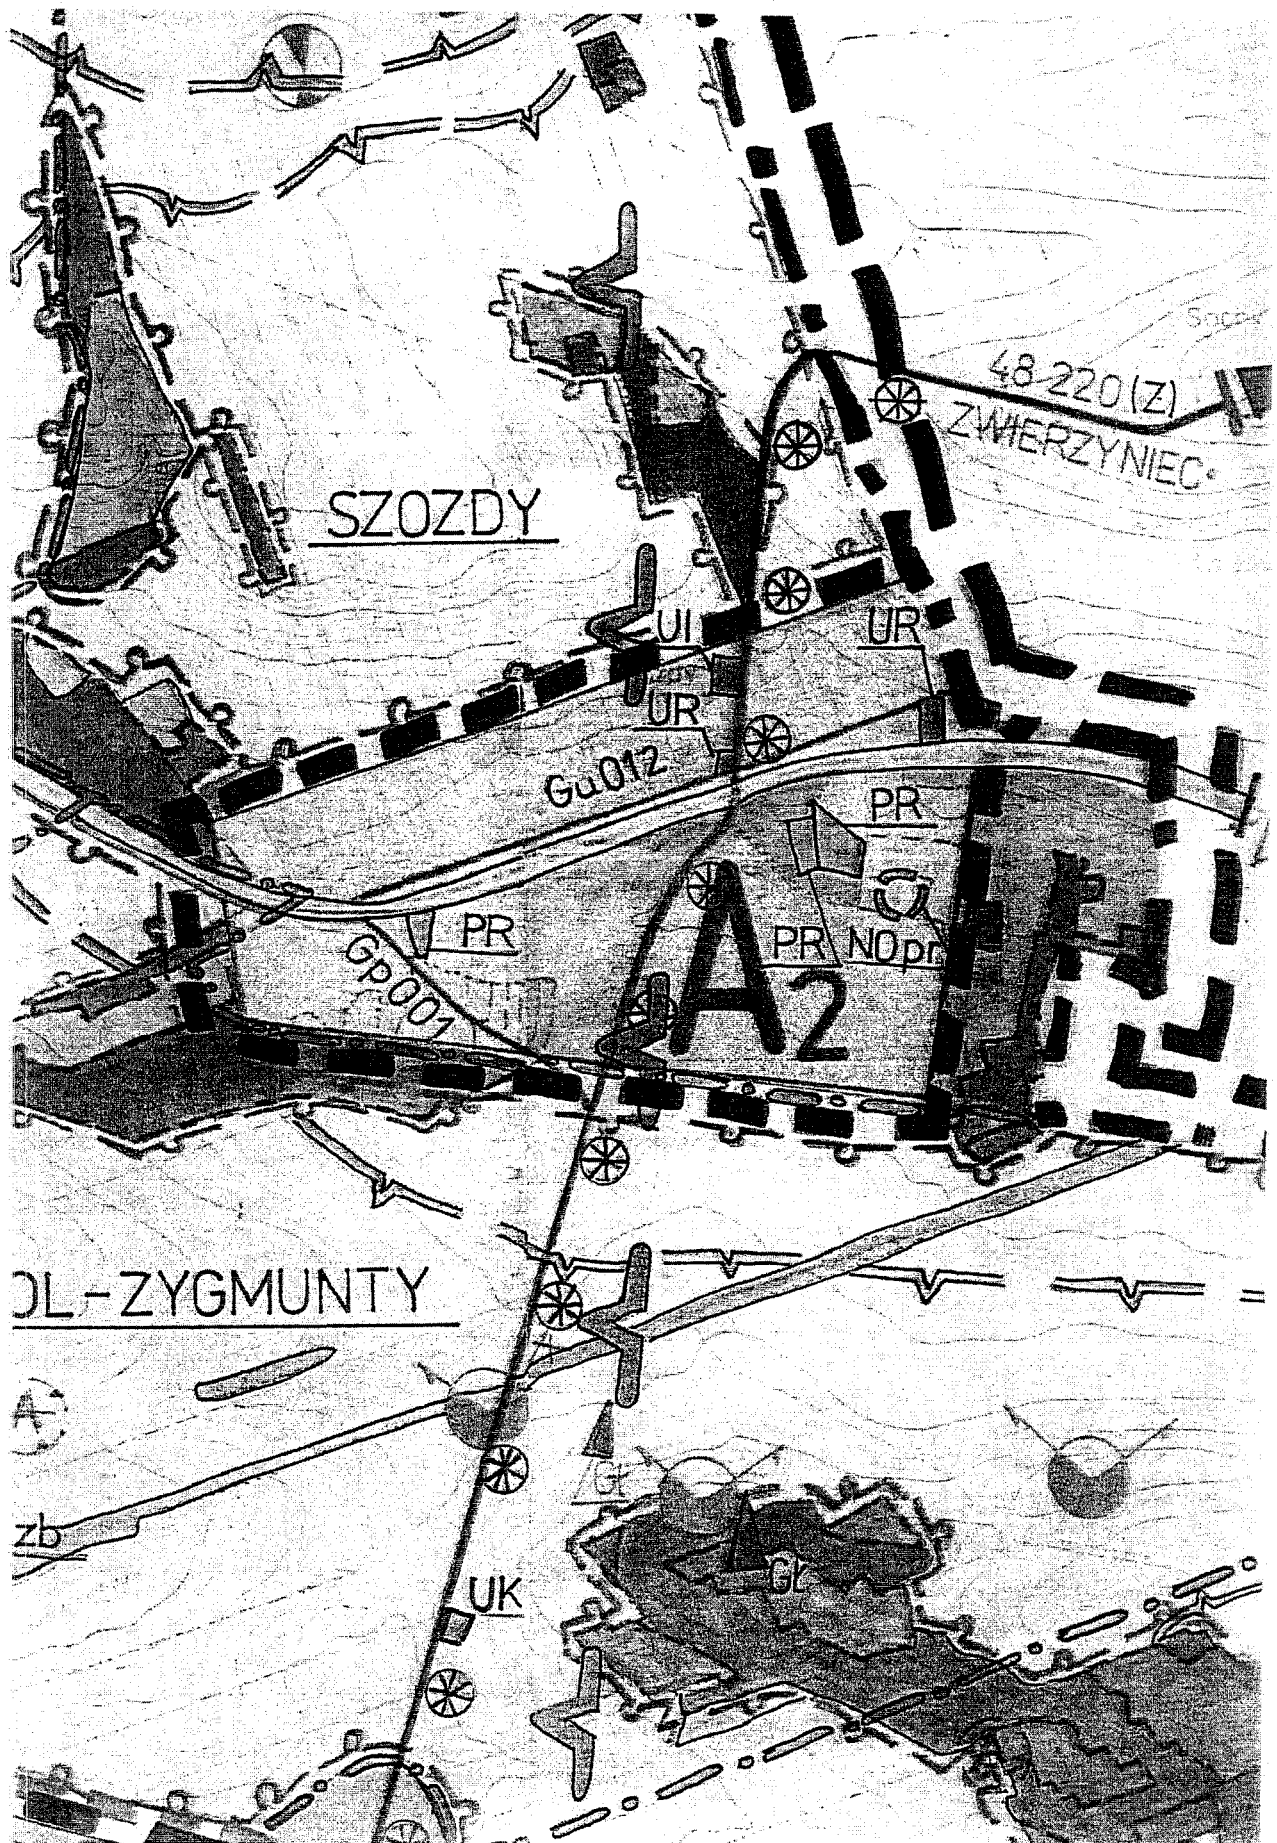 48-220 (Z)
ZWIERZYNIEC
SZOZDY
UI
UR
UR
Gu012
PR
PR
Gp001
PR
NOpr
A2
OL-ZYGMUNTY
A
Gt
zb
Gt
UK